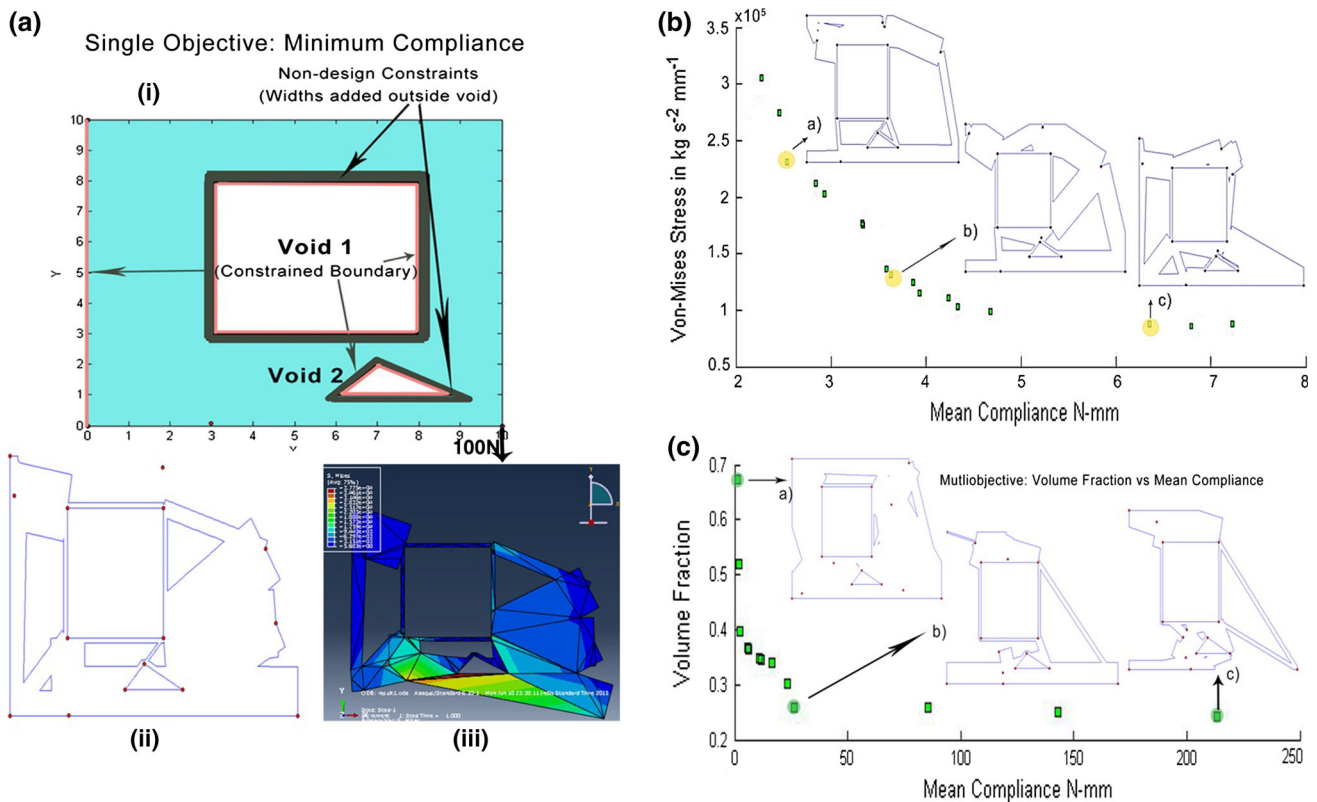 (a)
Single Objective: Minimum Compliance
Non-design Constraints
(Widths added outside void)
(i)
10
9
8
7
6
5
4
3
2
1
0
Y
Void 1
(Constrained Boundary)
Void 2
0 1 2 3 4 5 6 7 8 9 10
100N
(ii)
S, Mises
(Avg: 75%)
Y
X
(iii)
(b)
x10⁵
3.5
3
2.5
2
1.5
1
0.5
Von-Mises Stress in kg s⁻² mm⁻¹
a)
b)
c)
2 3 4 5 6 7 8
Mean Compliance N-mm
(c)
0.7
0.6
0.5
0.4
0.3
0.2
Volume Fraction
Mutliobjective: Volume Fraction vs Mean Compliance
a)
b)
c)
0 50 100 150 200 250
Mean Compliance N-mm